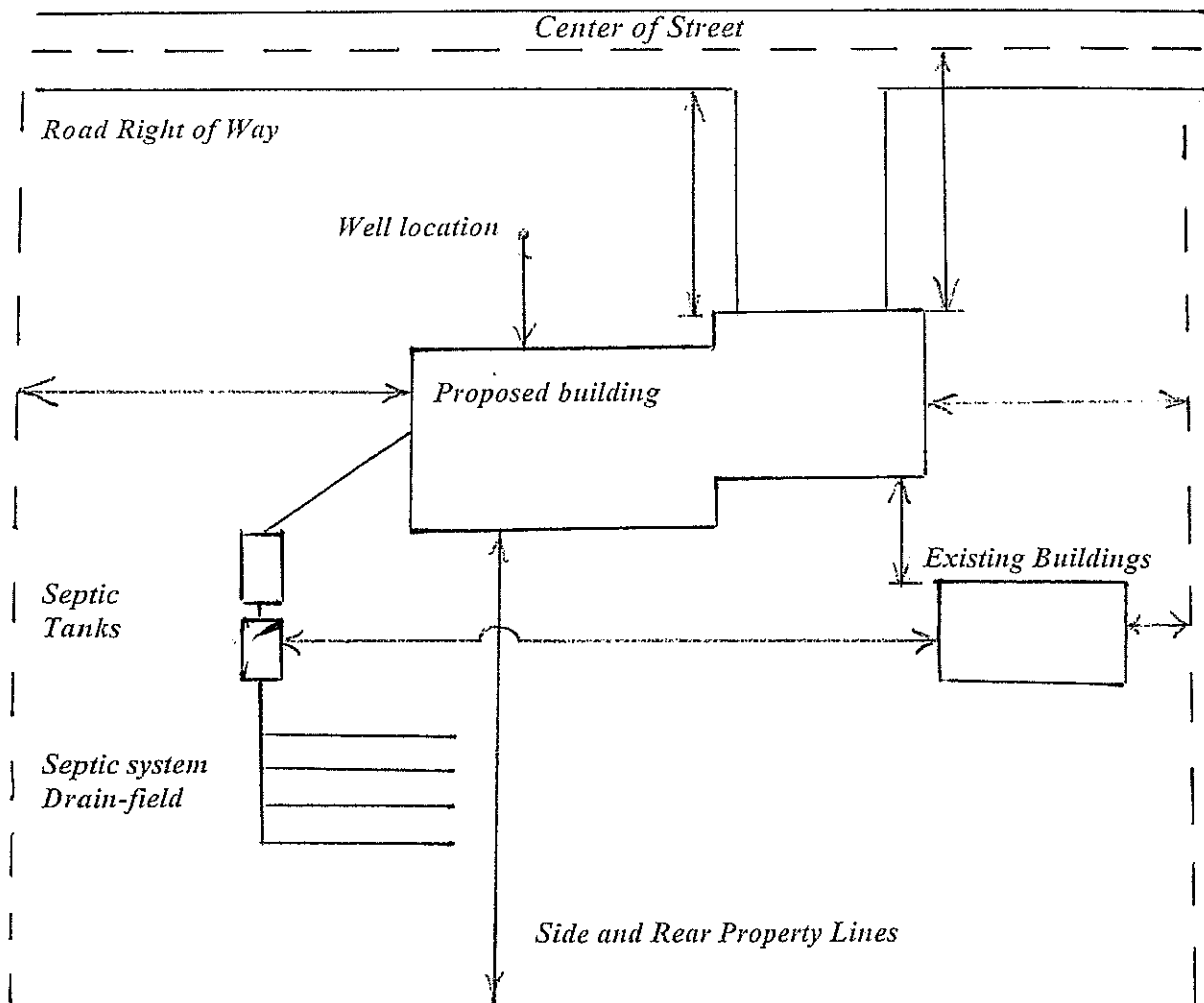 Center of Street
Road Right of Way
Well location
Proposed building
Existing Buildings
Septic
Tanks
Septic system
Drain-field
Side and Rear Property Lines